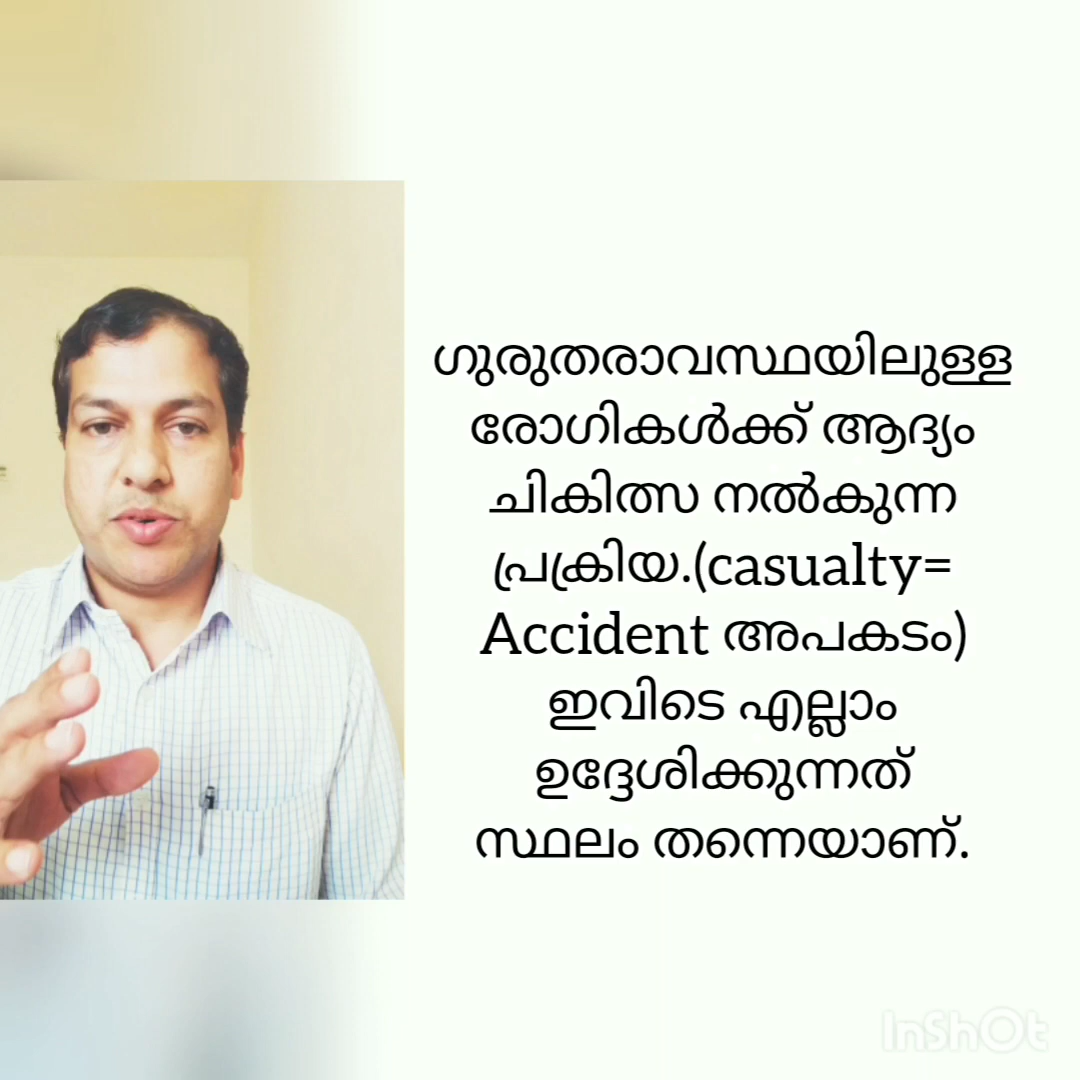 ഗുരുതരാവസ്ഥയിലുള്ള
രോഗികൾക്ക് ആദ്യം
ചികിത്സ നൽകുന്ന
പ്രക്രിയ.(casualty=
Accident അപകടം)
ഇവിടെ എല്ലാം
ഉദ്ദേശിക്കുന്നത്
സ്ഥലം തന്നെയാണ്.
InShOt